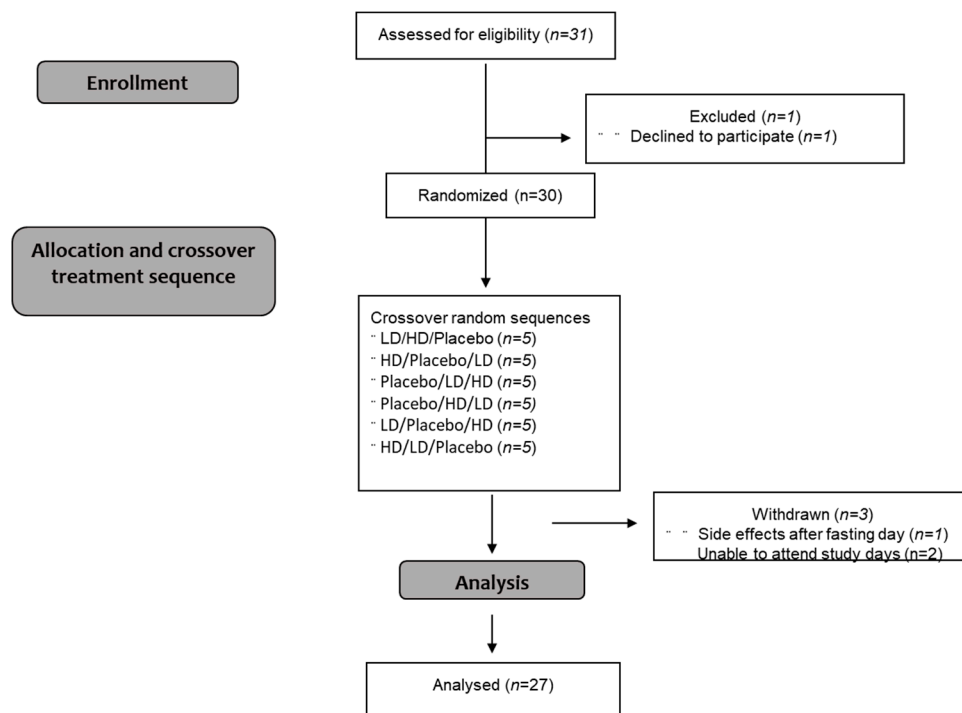 Assessed for eligibility (n=31)
Enrollment
Excluded (n=1)
¨ ¨ Declined to participate (n=1)
Randomized (n=30)
Allocation and crossover
treatment sequence
Crossover random sequences
¨ LD/HD/Placebo (n=5)
¨ HD/Placebo/LD (n=5)
¨ Placebo/LD/HD (n=5)
¨ Placebo/HD/LD (n=5)
¨ LD/Placebo/HD (n=5)
¨ HD/LD/Placebo (n=5)
Withdrawn (n=3)
¨ ¨ Side effects after fasting day (n=1)
Unable to attend study days (n=2)
Analysis
Analysed (n=27)